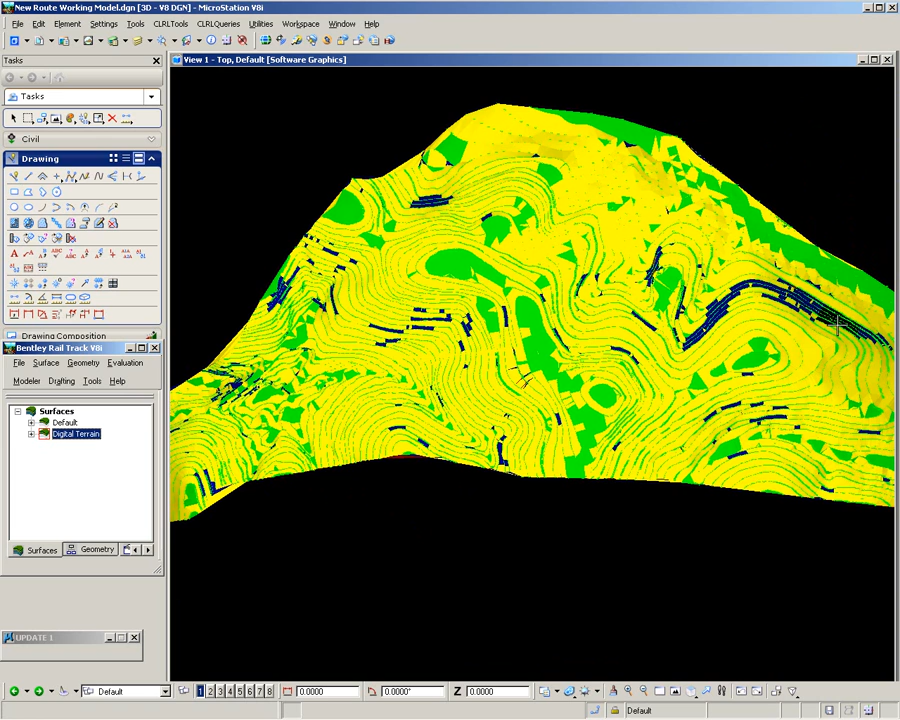 New Route Working Model.dgn [3D - V8 DGN] - MicroStation V8i
File Edit Element Settings Tools CLRLTools CLRLQueries Utilities Workspace Window Help
Tasks
View 1 - Top, Default [Software Graphics]
Tasks
Civil
Drawing
Drawing Composition
Bentley Rail Track V8i
File Surface Geometry Evaluation
Modeler Drafting Tools Help
Surfaces
Default
Digital Terrain
Surfaces Geometry
UPDATE 1
Default 1 2 3 4 5 6 7 8 0.0000 0.0000° Z 0.0000
Default